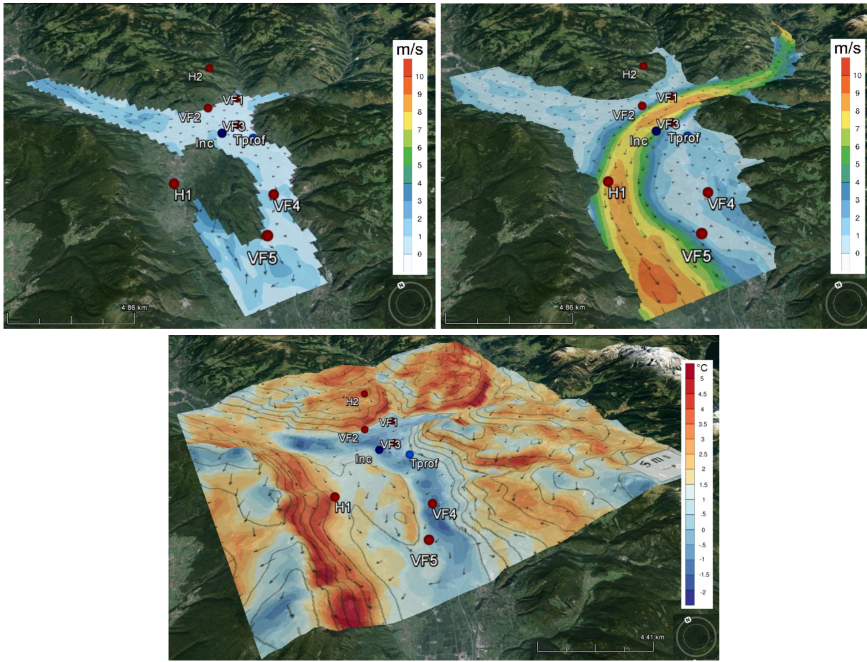 m/s
10
9
8
7
6
5
4
3
2
1
0
H2
VF1
VF2
VF3
Inc
Tprof
H1
VF4
VF5
4.86 km
N
m/s
10
9
8
7
6
5
4
3
2
1
0
H2
VF1
VF2
VF3
Inc
Tprof
H1
VF4
VF5
4.86 km
N
°C
5
4.5
4
3.5
3
2.5
2
1.5
1
.5
0
-.5
-1
-1.5
-2
H2
VF1
VF2
VF3
Inc
Tprof
H1
VF4
VF5
5 m
4.41 km
N